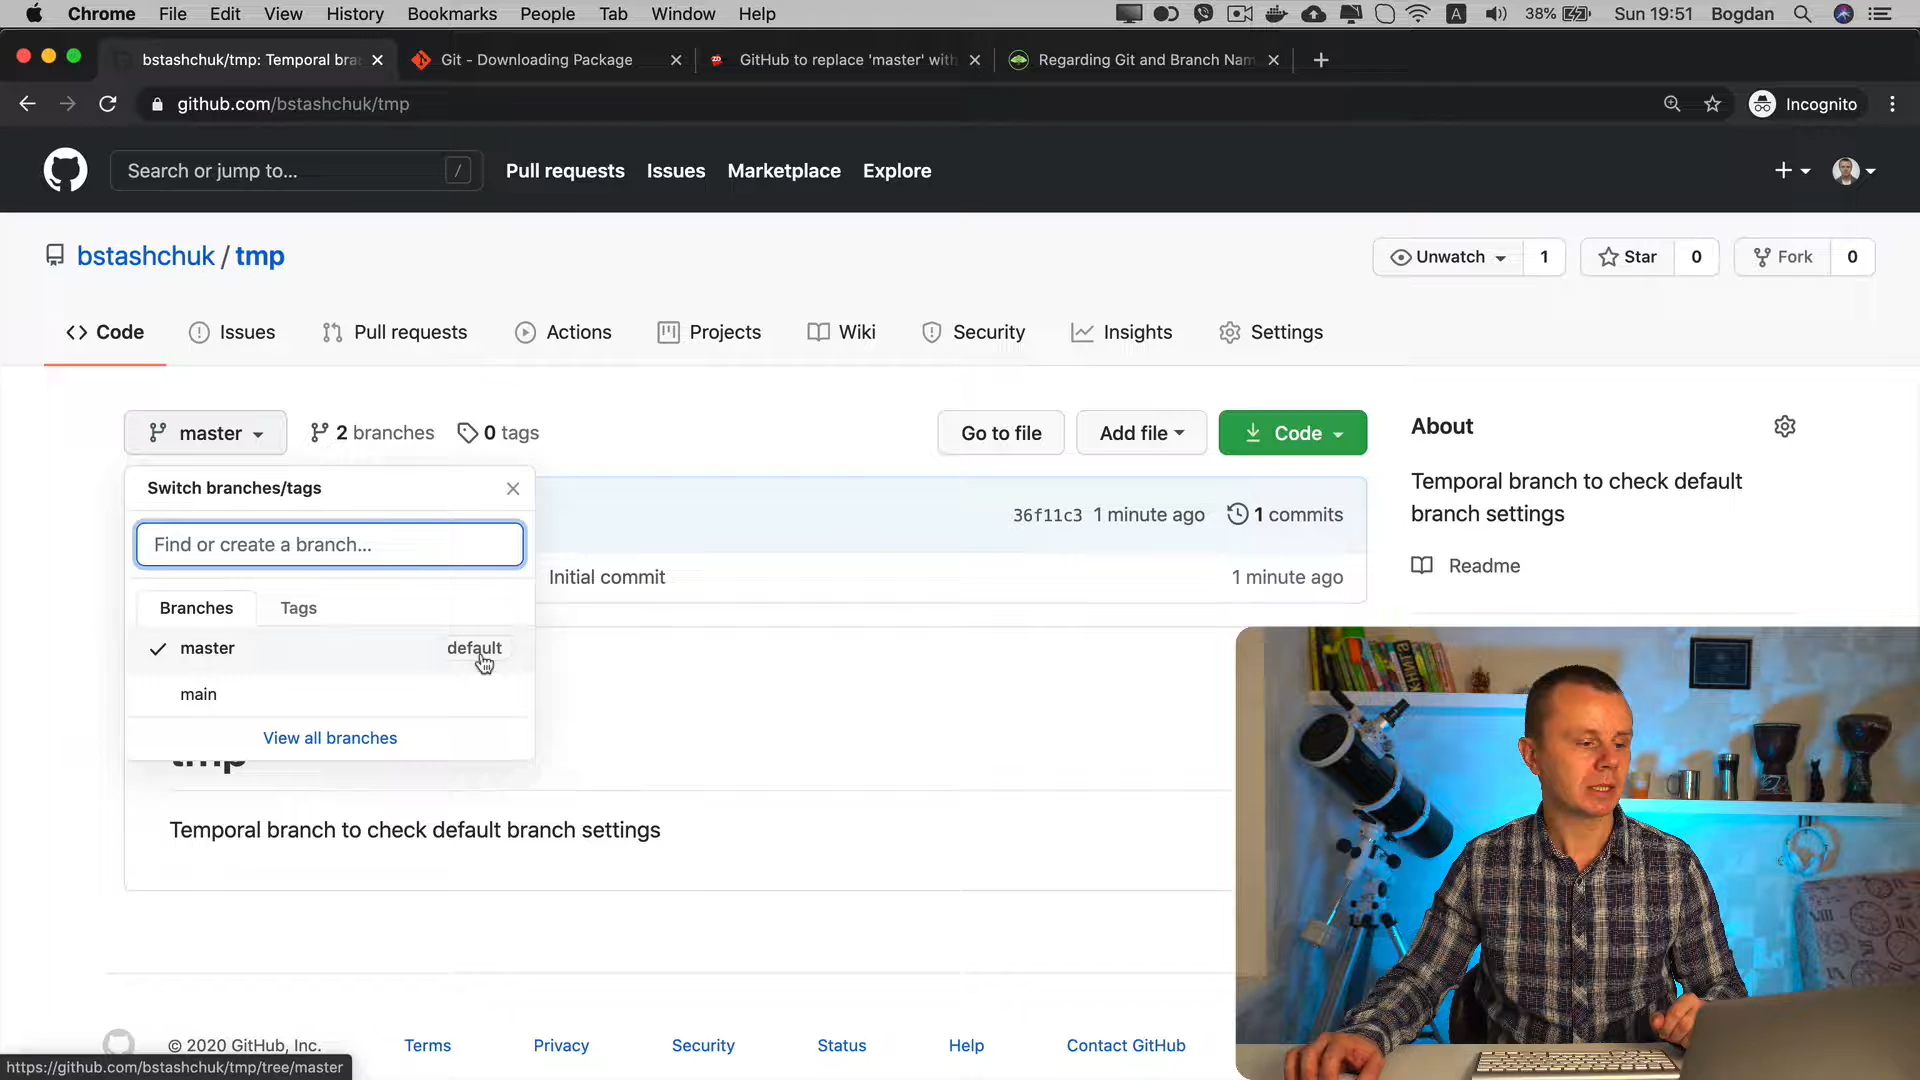 Chrome File Edit View History Bookmarks People Tab Window Help A 38% Sun 19:51 Bogdan
bstashchuk/tmp: Temporal bra Git - Downloading Package GitHub to replace 'master' with Regarding Git and Branch Nam
github.com/bstashchuk/tmp Incognito
Search or jump to... / Pull requests Issues Marketplace Explore
bstashchuk / tmp Unwatch 1 Star 0 Fork 0
Code Issues Pull requests Actions Projects Wiki Security Insights Settings
master 2 branches 0 tags Go to file Add file Code About
Switch branches/tags
Temporal branch to check default
branch settings
36f11c3 1 minute ago 1 commits
Find or create a branch...
Initial commit 1 minute ago
Readme
Branches Tags
master default
main
View all branches
tmp
Temporal branch to check default branch settings
© 2020 GitHub, Inc. Terms Privacy Security Status Help Contact GitHub
https://github.com/bstashchuk/tmp/tree/master